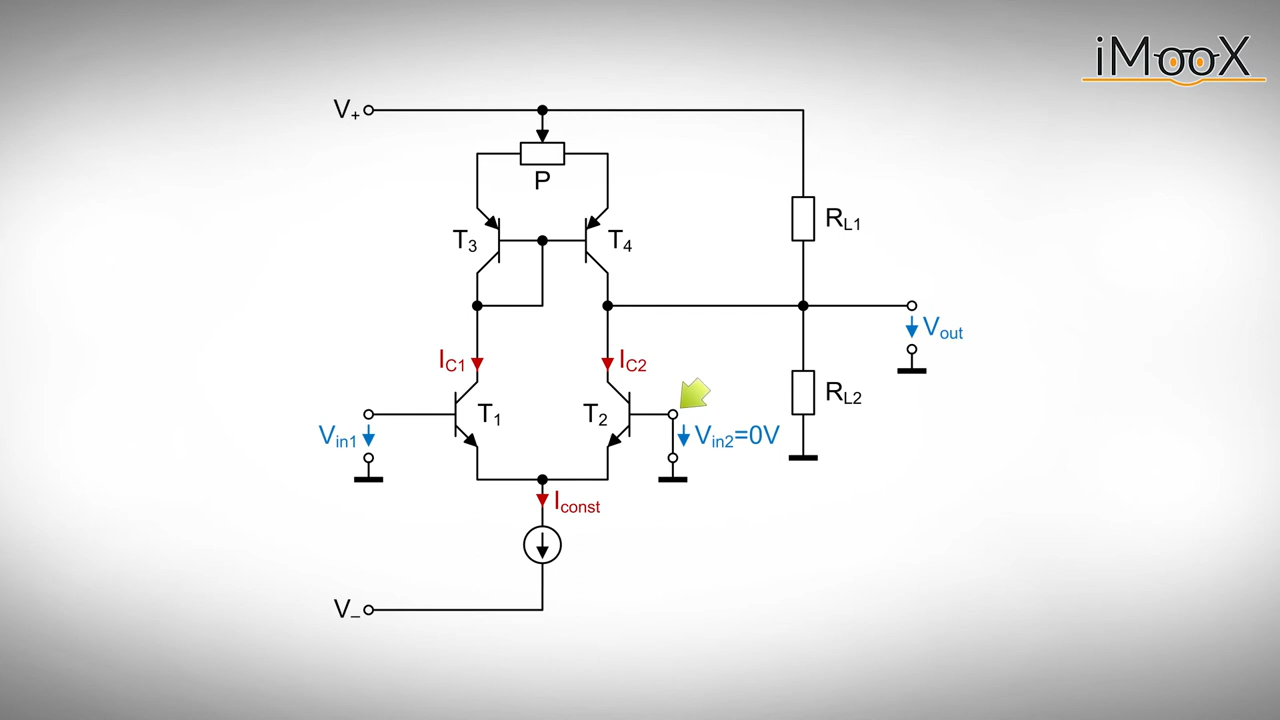 iMooX
V+
P
T3
T4
RL1
Vout
IC1
IC2
T1
T2
RL2
Vin1
Vin2=0V
Iconst
V–